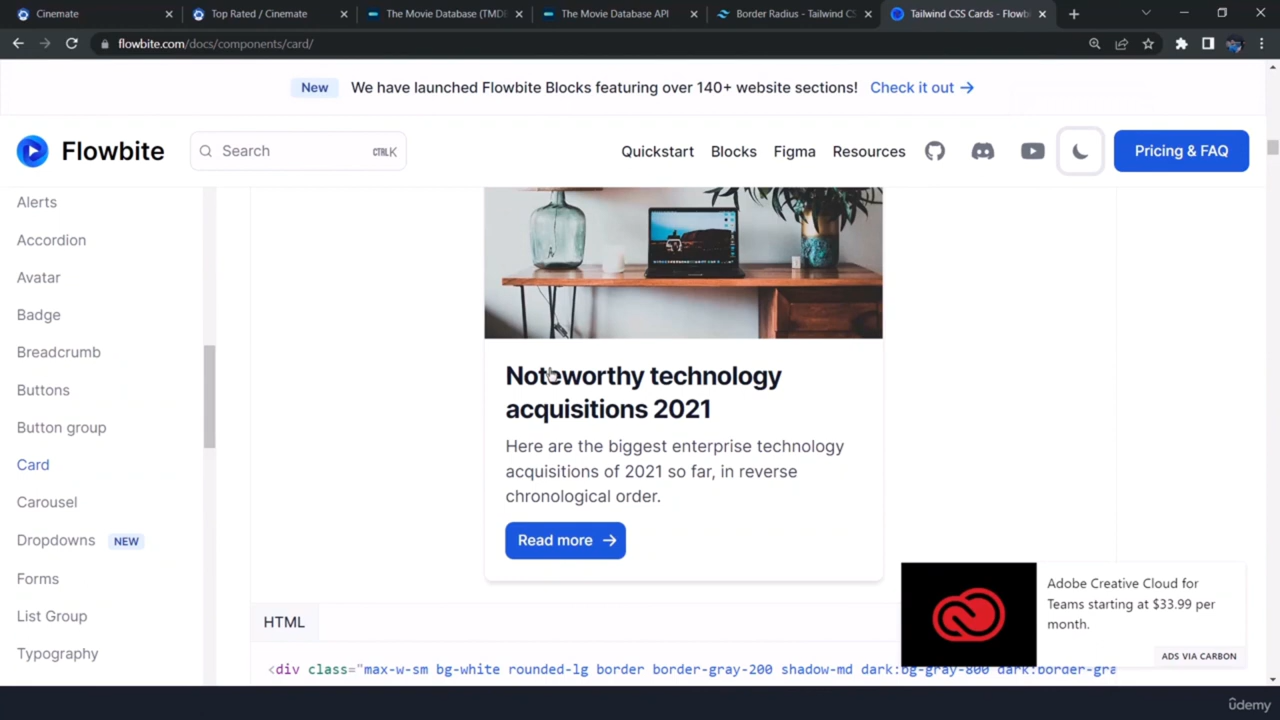 Cinemate
Top Rated / Cinemate
The Movie Database (TMD
The Movie Database API
Border Radius - Tailwind CS
Tailwind CSS Cards - Flowb
flowbite.com/docs/components/card/
New
We have launched Flowbite Blocks featuring over 140+ website sections!
Check it out
Flowbite
Search
CTRL K
Quickstart
Blocks
Figma
Resources
Pricing & FAQ
Alerts
Accordion
Avatar
Badge
Breadcrumb
Buttons
Button group
Card
Carousel
Dropdowns NEW
Forms
List Group
Typography
Noteworthy technology
acquisitions 2021
Here are the biggest enterprise technology
acquisitions of 2021 so far, in reverse
chronological order.
Read more
Adobe Creative Cloud for
Teams starting at $33.99 per
month.
ADS VIA CARBON
HTML
<div class="max-w-sm bg-white rounded-lg border border-gray-200 shadow-md dark:bg-gray-800 dark:border-gra
ûdemy